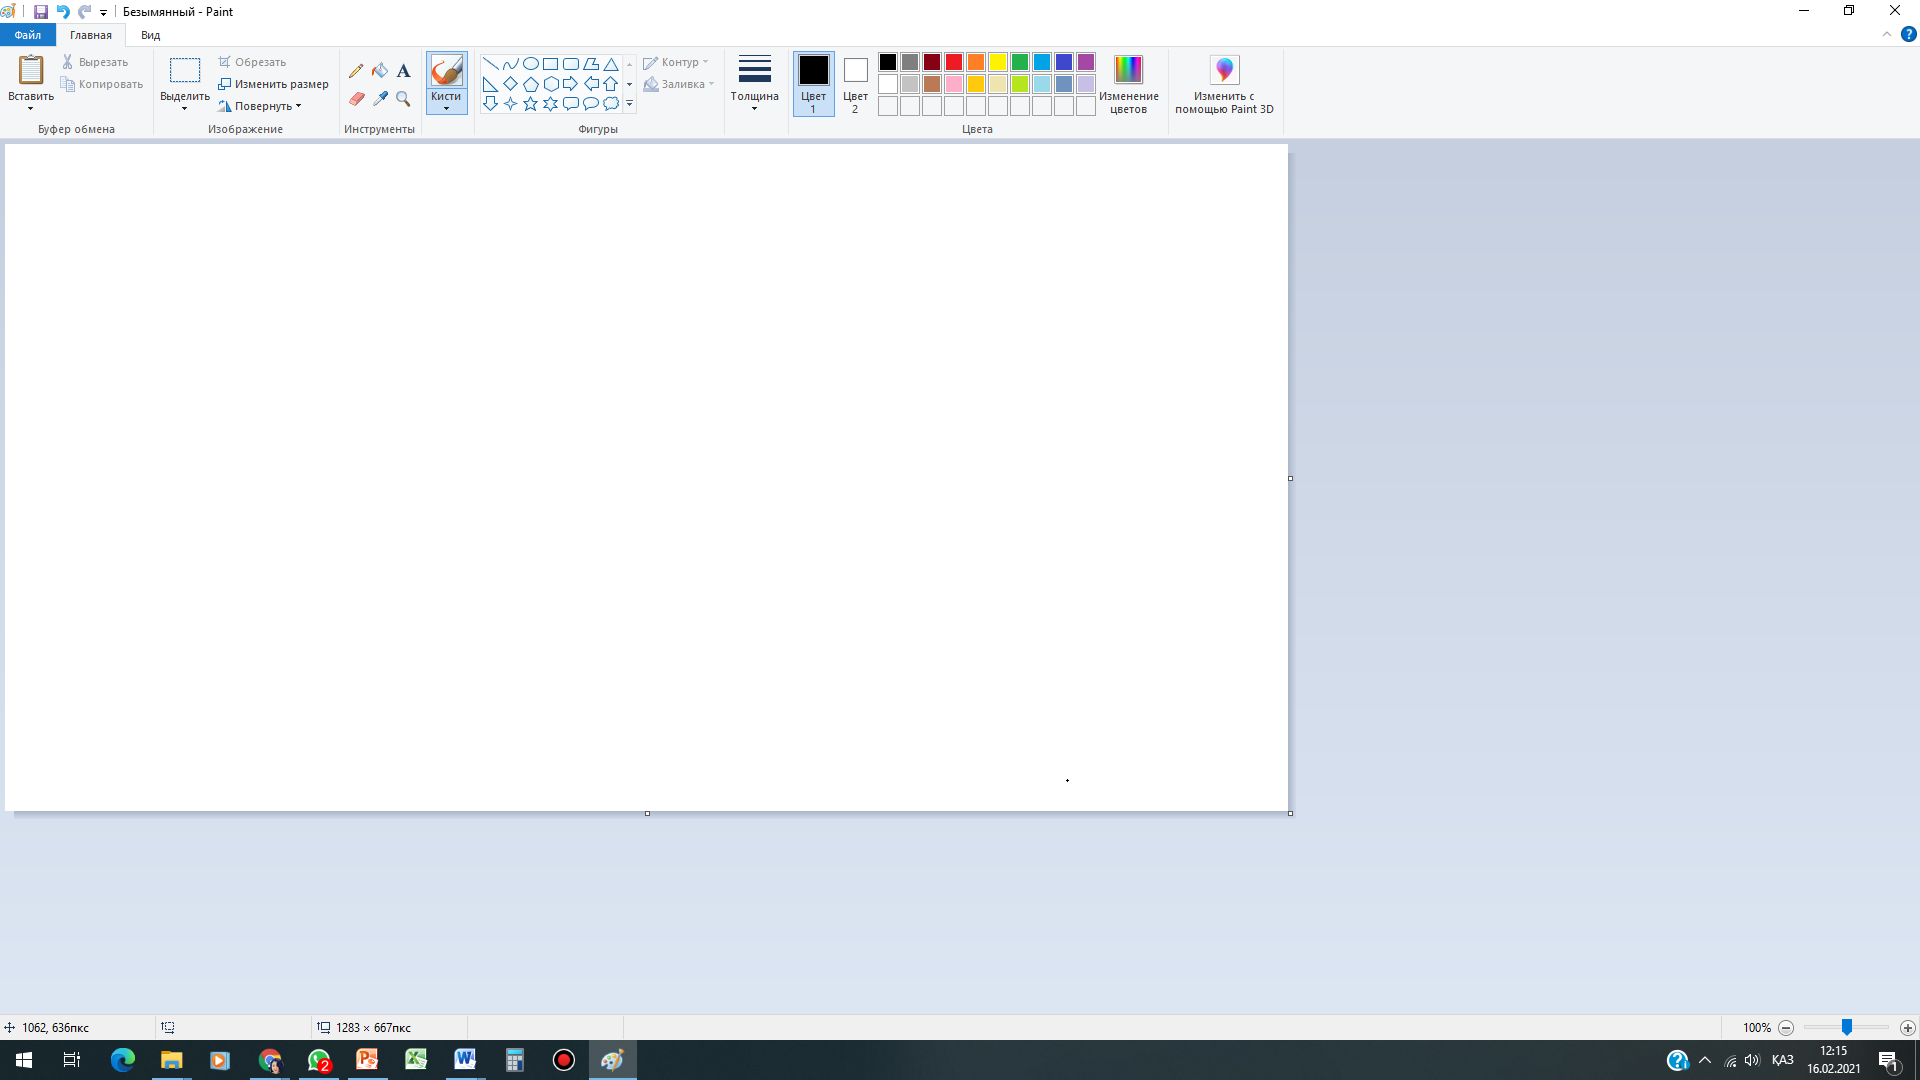 Безымянный - Paint
Файл
Главная
Вид
Вставить
Вырезать
Копировать
Буфер обмена
Выделить
Обрезать
Изменить размер
Повернуть
Изображение
A
Инструменты
Кисти
Фигуры
Контур
Заливка
Толщина
Цвет
1
Цвет
2
Цвета
Изменение
цветов
Изменить с
помощью Paint 3D
1062, 636пкс
1283 × 667пкс
100%
2
ҚАЗ
12:15
16.02.2021
1